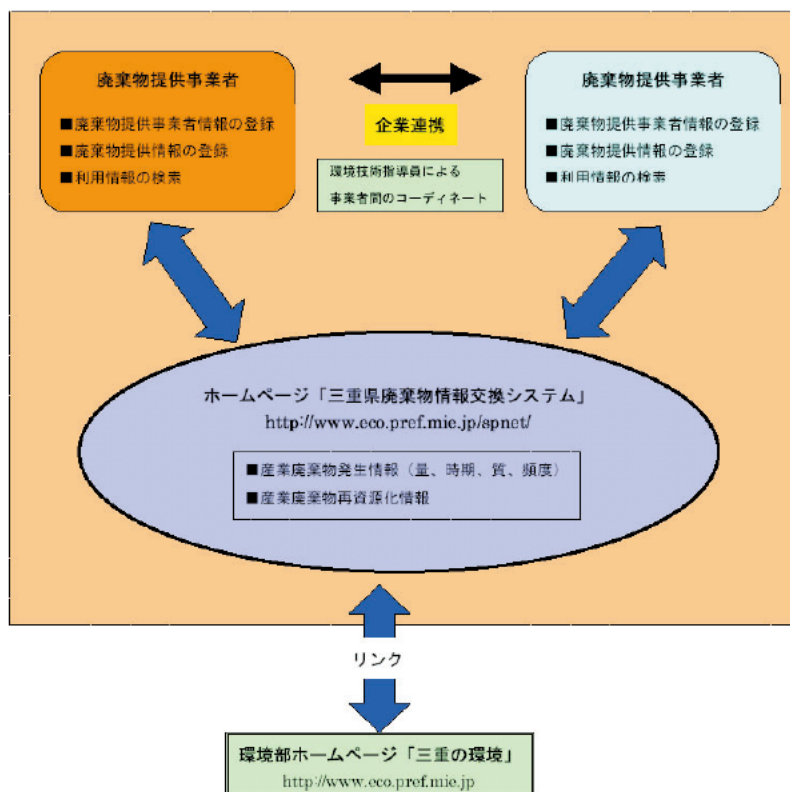 廃棄物提供事業者
■廃棄物提供事業者情報の登録
■廃棄物提供情報の登録
■利用情報の検索
企業連携
環境技術指導員による
事業者間のコーディネート
廃棄物提供事業者
■廃棄物提供事業者情報の登録
■廃棄物提供情報の登録
■利用情報の検索
ホームページ「三重県廃棄物情報交換システム」
http://www.eco.pref.mie.jp/spnet/
■産業廃棄物発生情報（量、時期、質、頻度）
■産業廃棄物再資源化情報
リンク
環境部ホームページ「三重の環境」
http://www.eco.pref.mie.jp